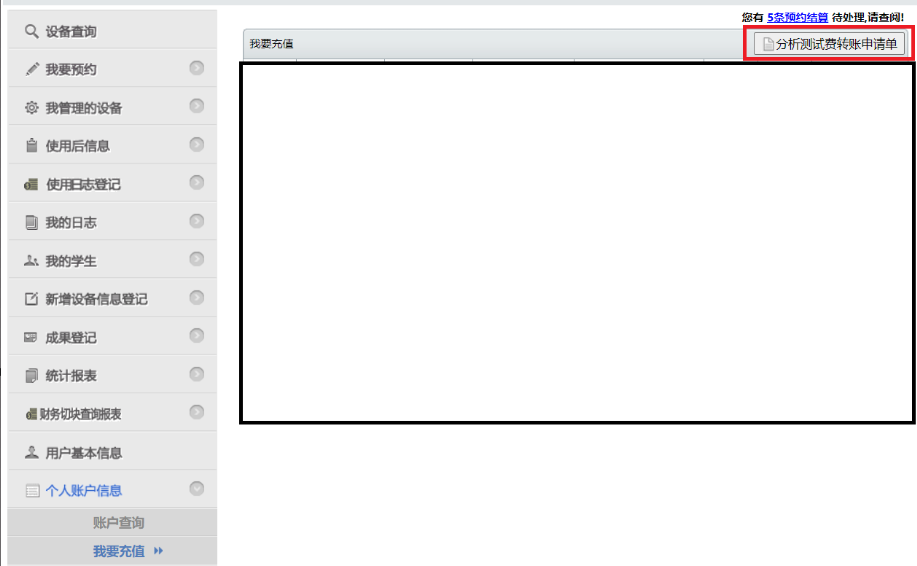 您有 5条预约结算 待处理,请查阅!
我要充值
分析测试费转账申请单
设备查询
我要预约
我管理的设备
使用后信息
使用日志登记
我的日志
我的学生
新增设备信息登记
成果登记
统计报表
财务切块查询报表
用户基本信息
个人账户信息
账户查询
我要充值